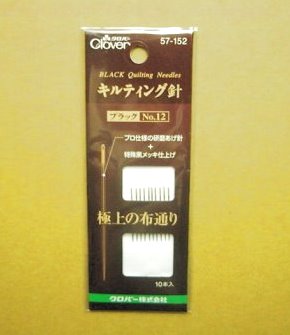 クロバー
Clover
57-152
BLACK Quilting Needles
キルティング針
ブラック No.12
プロ仕様の研磨あげ針
+
特殊黒メッキ仕上げ
極上の布通り
10本入
クロバー株式会社